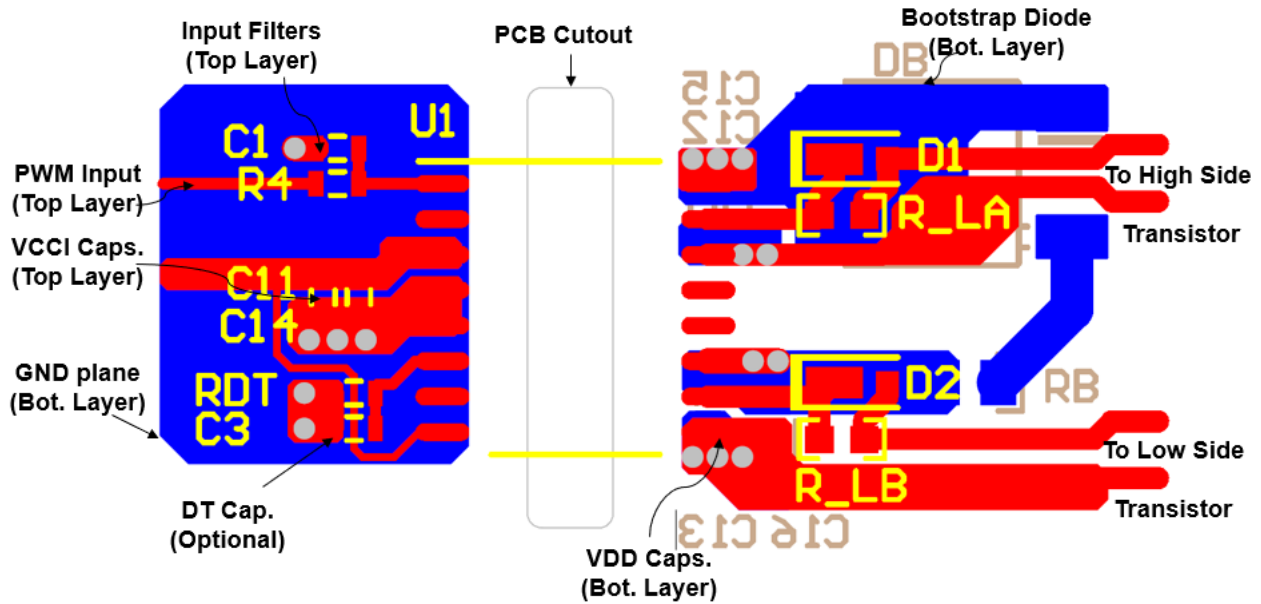 Input Filters
(Top Layer)
PCB Cutout
Bootstrap Diode
(Bot. Layer)
DB
C15
C12
U1
C1
R4
D1
R_LA
PWM Input
(Top Layer)
To High Side
Transistor
VCCI Caps.
(Top Layer)
C11
C14
GND plane
(Bot. Layer)
RDT
C3
D2
RB
To Low Side
Transistor
R_LB
DT Cap.
(Optional)
C13 C16
VDD Caps.
(Bot. Layer)